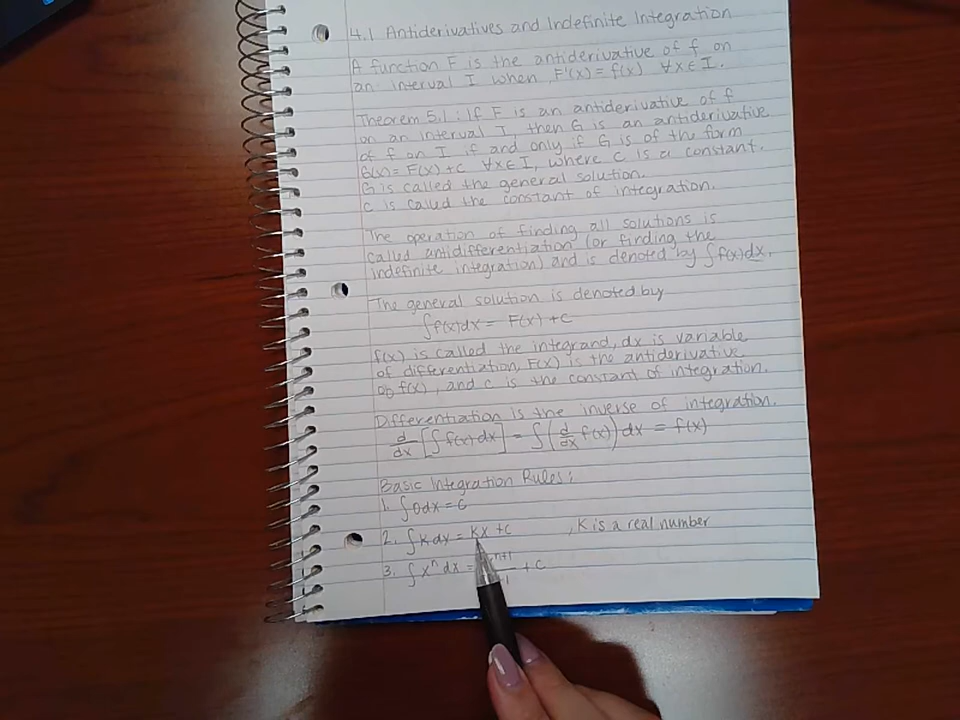 4.1 Antiderivatives and Indefinite Integration
A function F is the antiderivative of f on
an interval I when F'(x) = f(x) ∀x∈I.
Theorem 5.1: If F is an antiderivative of f
on an interval I, then G is an antiderivative
of f on I if and only if G is of the form
G(x) = F(x) + C ∀x∈I, where C is a constant.
G is called the general solution.
C is called the constant of integration.
The operation of finding all solutions is
called antidifferentiation (or finding the
indefinite integration) and is denoted by ∫f(x)dx.
The general solution is denoted by
∫f(x)dx = F(x) + C
f(x) is called the integrand, dx is variable
of differentiation, F(x) is the antiderivative
of f(x), and C is the constant of integration.
Differentiation is the inverse of integration.
d/dx [∫f(x)dx] = ∫(d/dx f(x)) dx = f(x)
Basic Integration Rules:
1. ∫0dx = C
2. ∫K dx = Kx + C , K is a real number
3. ∫x^n dx = n+1 + C